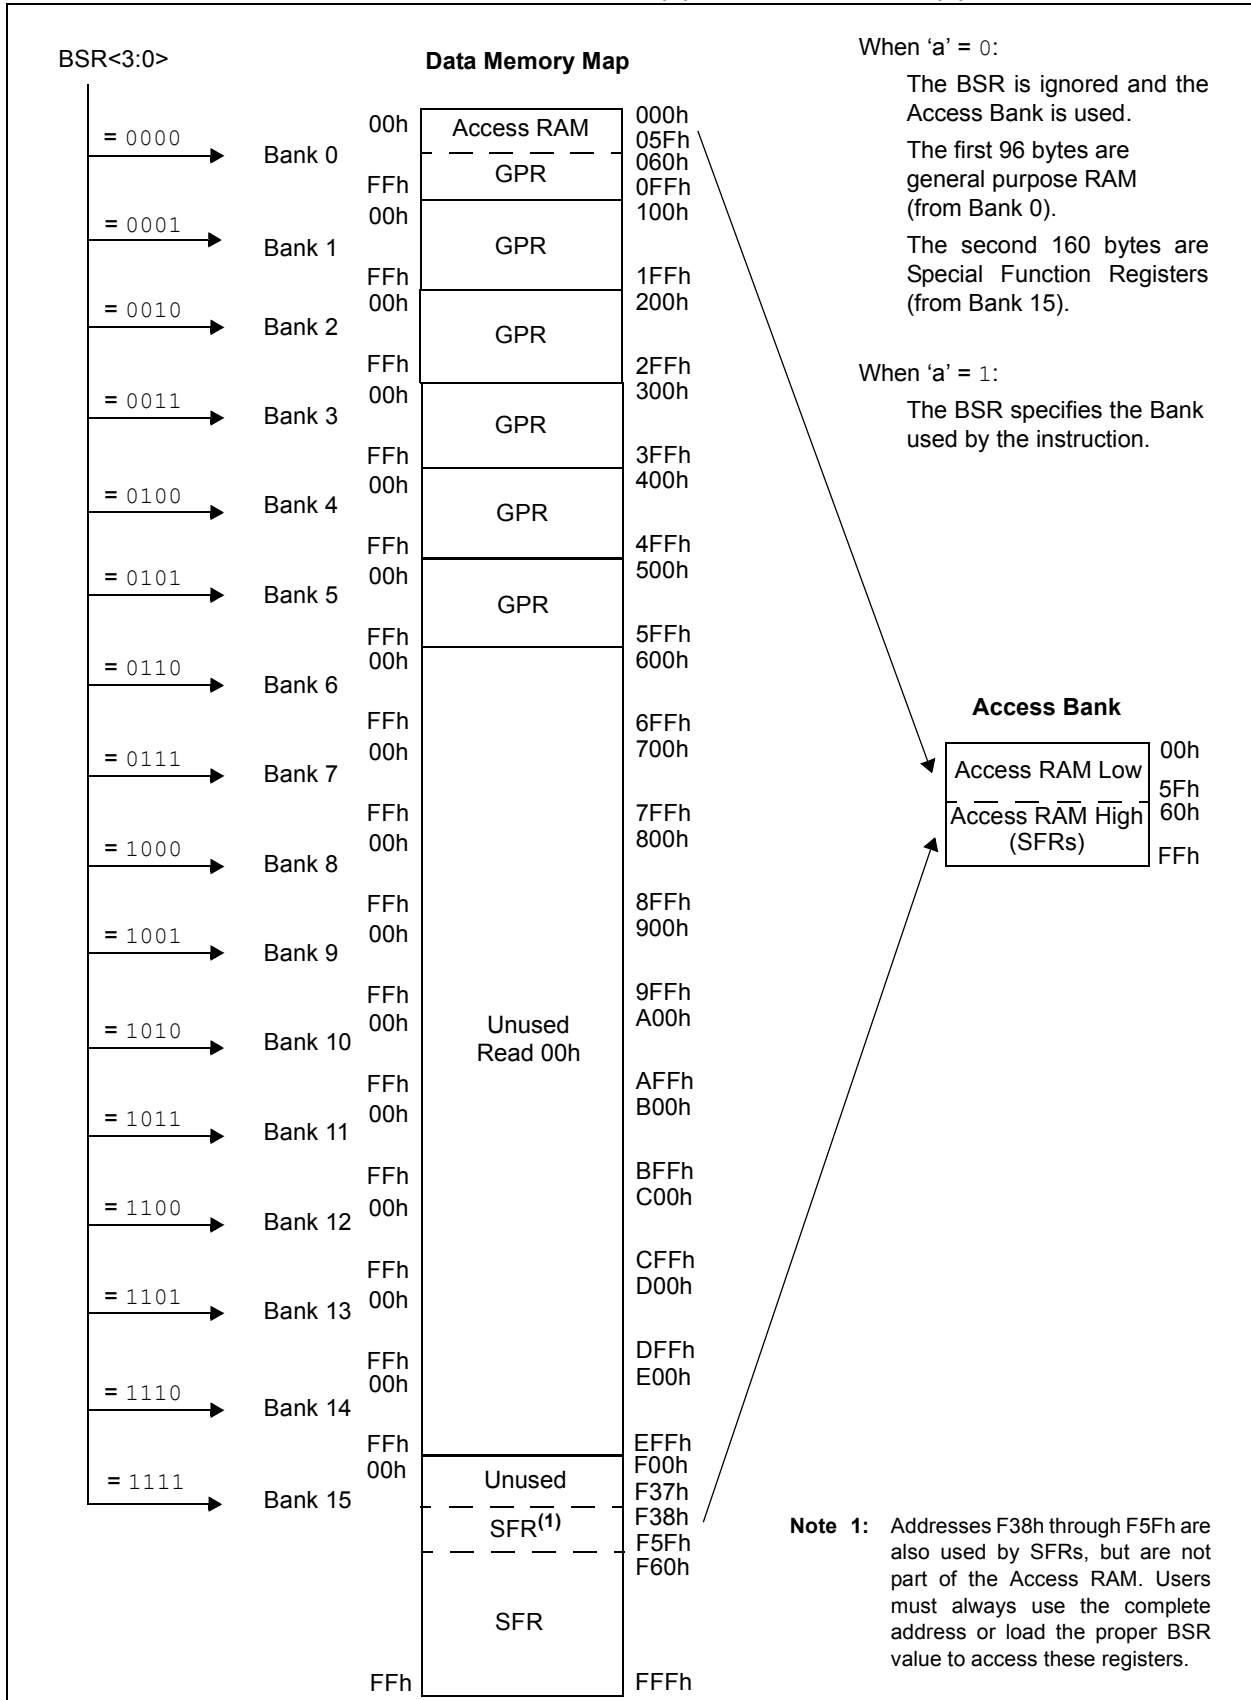 BSR<3:0>
Data Memory Map
When ‘a’ = 0:
The BSR is ignored and the
Access Bank is used.
The first 96 bytes are
general purpose RAM
(from Bank 0).
The second 160 bytes are
Special Function Registers
(from Bank 15).
When ‘a’ = 1:
The BSR specifies the Bank
used by the instruction.
= 0000
Bank 0
00h
Access RAM
000h
05Fh
GPR
060h
FFh
0FFh
= 0001
Bank 1
00h
100h
GPR
FFh
1FFh
= 0010
Bank 2
00h
200h
GPR
FFh
2FFh
= 0011
Bank 3
00h
300h
GPR
FFh
3FFh
= 0100
Bank 4
00h
400h
GPR
FFh
4FFh
= 0101
Bank 5
00h
500h
GPR
FFh
5FFh
= 0110
Bank 6
00h
600h
FFh
6FFh
= 0111
Bank 7
00h
700h
FFh
7FFh
= 1000
Bank 8
00h
800h
FFh
8FFh
= 1001
Bank 9
00h
900h
FFh
9FFh
= 1010
Bank 10
00h
Unused
Read 00h
A00h
FFh
AFFh
= 1011
Bank 11
00h
B00h
FFh
BFFh
= 1100
Bank 12
00h
C00h
FFh
CFFh
= 1101
Bank 13
00h
D00h
FFh
DFFh
= 1110
Bank 14
00h
E00h
FFh
EFFh
= 1111
Bank 15
00h
Unused
F00h
F37h
SFR(1)
F38h
F5Fh
F60h
SFR
FFh
FFFh
Access Bank
Access RAM Low
00h
5Fh
Access RAM High
(SFRs)
60h
FFh
Note 1: Addresses F38h through F5Fh are
also used by SFRs, but are not
part of the Access RAM. Users
must always use the complete
address or load the proper BSR
value to access these registers.